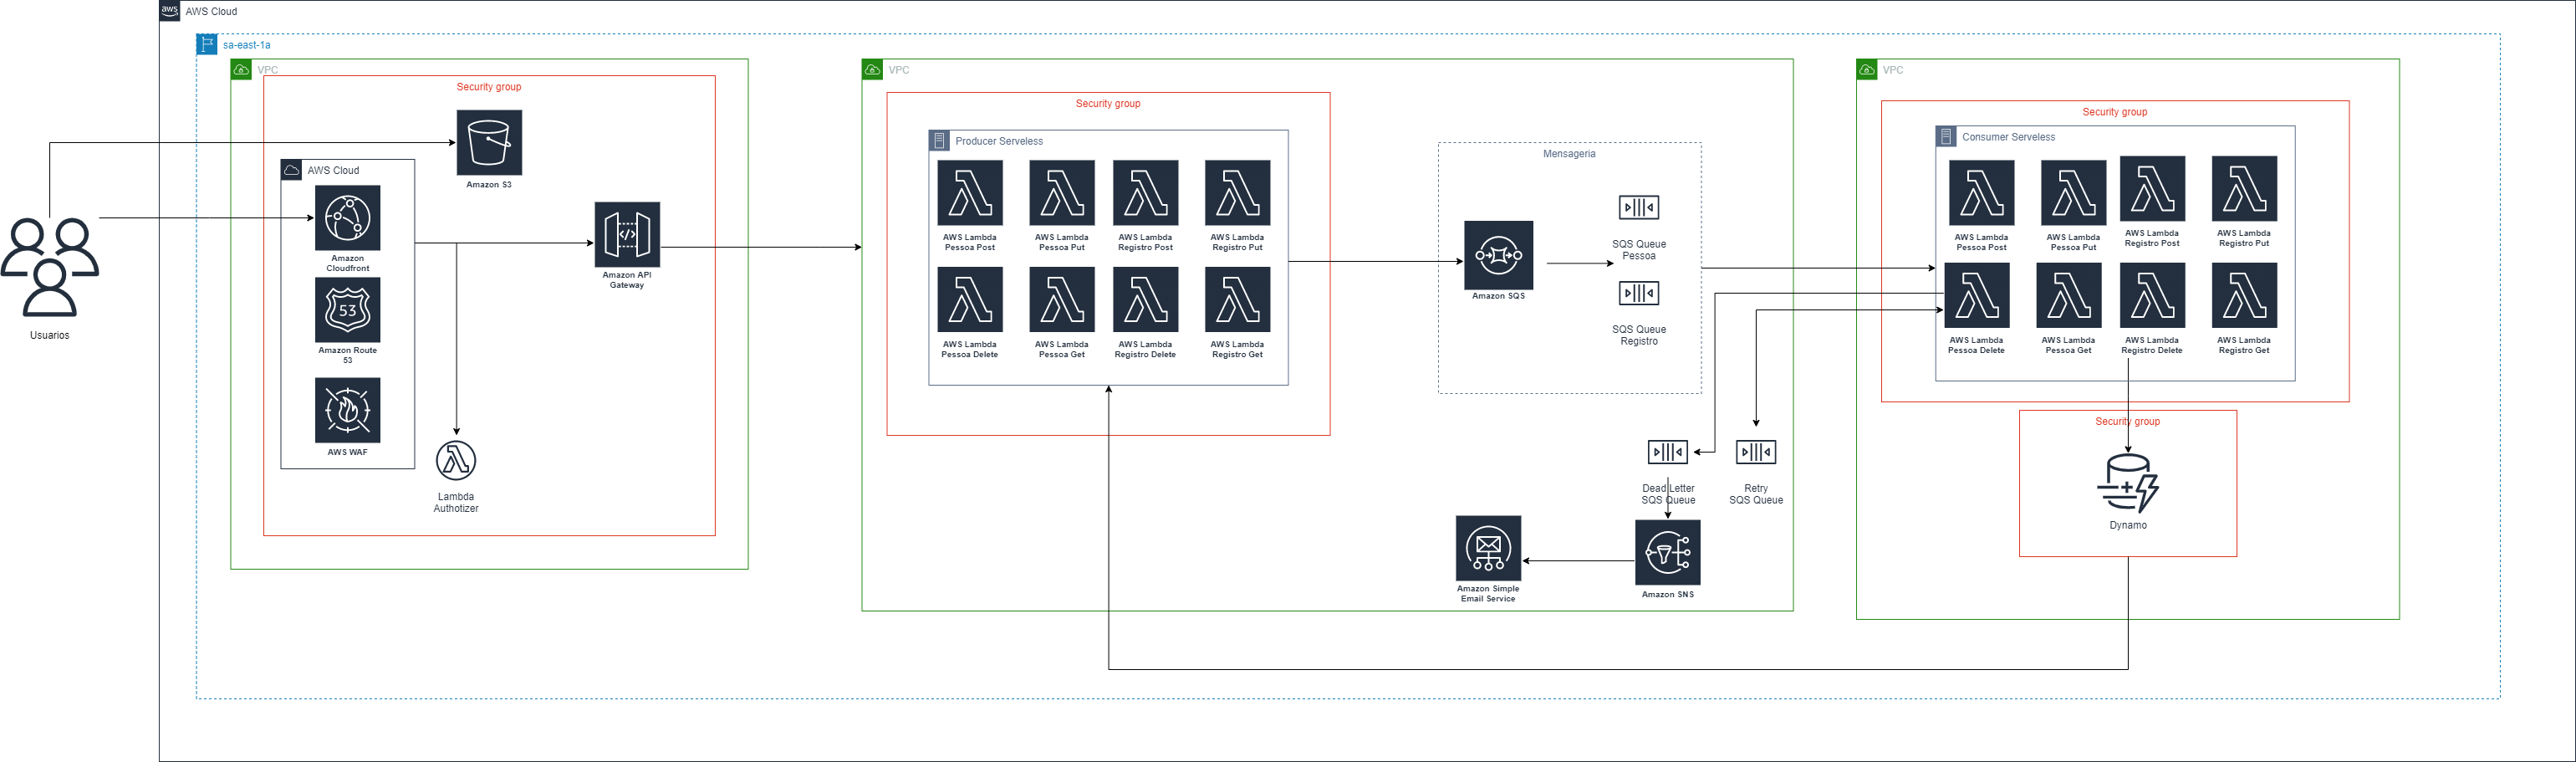 aws
AWS Cloud
sa-east-1a
VPC
Security group
Amazon S3
AWS Cloud
Amazon
Cloudfront
53
Amazon Route
53
AWS WAF
Usuarios
Amazon API
Gateway
Lambda
Authotizer
VPC
Security group
Producer Serveless
AWS Lambda
Pessoa Post
AWS Lambda
Pessoa Put
AWS Lambda
Registro Post
AWS Lambda
Registro Put
AWS Lambda
Pessoa Delete
AWS Lambda
Pessoa Get
AWS Lambda
Registro Delete
AWS Lambda
Registro Get
Mensageria
Amazon SQS
SQS Queue
Pessoa
SQS Queue
Registro
Dead Letter
SQS Queue
Retry
SQS Queue
Amazon Simple
Email Service
Amazon SNS
VPC
Security group
Consumer Serveless
AWS Lambda
Pessoa Post
AWS Lambda
Pessoa Put
AWS Lambda
Registro Post
AWS Lambda
Registro Put
AWS Lambda
Pessoa Delete
AWS Lambda
Pessoa Get
AWS Lambda
Registro Delete
AWS Lambda
Registro Get
Security group
Dynamo